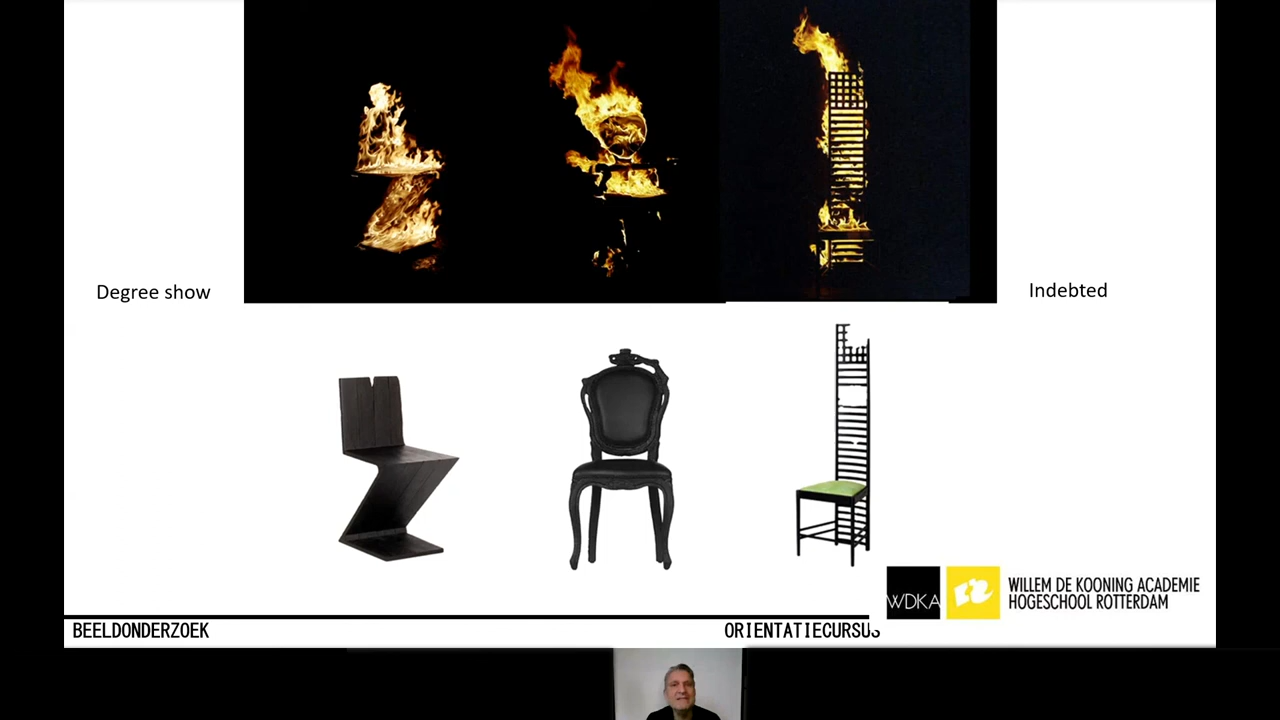 Degree show
Indebted
WDKA
WILLEM DE KOONING ACADEMIE
HOGESCHOOL ROTTERDAM
BEELDONDERZOEK
ORIENTATIECURSUS